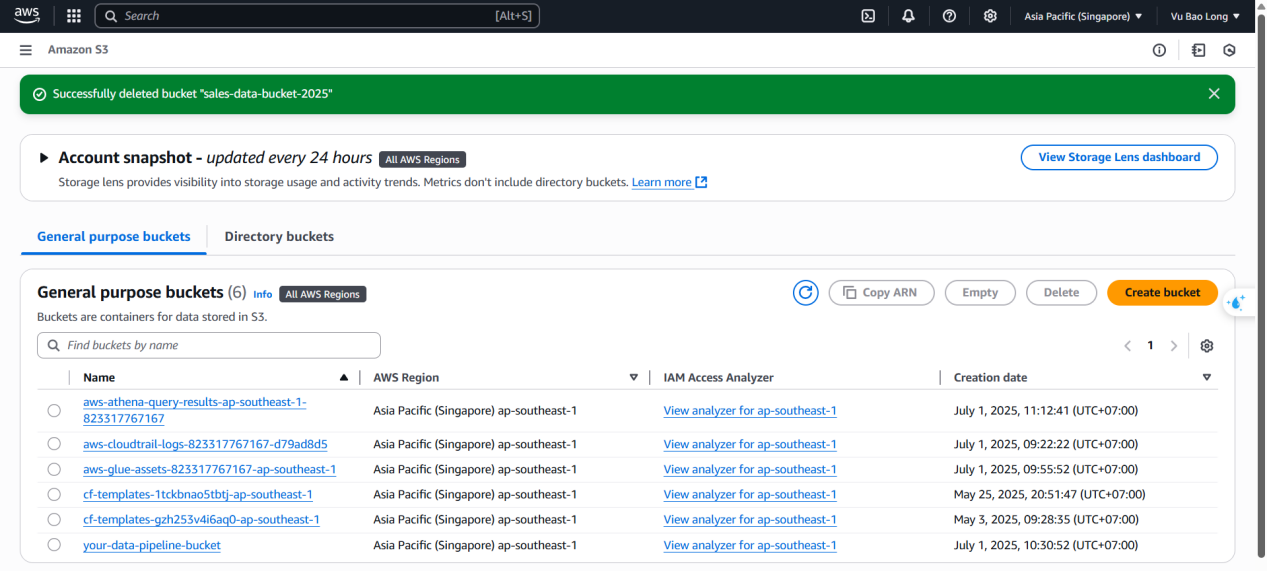 aws Search [Alt+S] Asia Pacific (Singapore) Vu Bao Long
Amazon S3
Successfully deleted bucket "sales-data-bucket-2025"
Account snapshot - updated every 24 hours All AWS Regions View Storage Lens dashboard
Storage lens provides visibility into storage usage and activity trends. Metrics don't include directory buckets. Learn more
General purpose buckets Directory buckets
General purpose buckets (6) Info All AWS Regions Copy ARN Empty Delete Create bucket
Buckets are containers for data stored in S3.
Find buckets by name 1
Name AWS Region IAM Access Analyzer Creation date
aws-athena-query-results-ap-southeast-1-
823317767167 Asia Pacific (Singapore) ap-southeast-1 View analyzer for ap-southeast-1 July 1, 2025, 11:12:41 (UTC+07:00)
aws-cloudtrail-logs-823317767167-d79ad8d5 Asia Pacific (Singapore) ap-southeast-1 View analyzer for ap-southeast-1 July 1, 2025, 09:22:22 (UTC+07:00)
aws-glue-assets-823317767167-ap-southeast-1 Asia Pacific (Singapore) ap-southeast-1 View analyzer for ap-southeast-1 July 1, 2025, 09:55:52 (UTC+07:00)
cf-templates-1tckbnao5tbtj-ap-southeast-1 Asia Pacific (Singapore) ap-southeast-1 View analyzer for ap-southeast-1 May 25, 2025, 20:51:47 (UTC+07:00)
cf-templates-gzh253v4i6aq0-ap-southeast-1 Asia Pacific (Singapore) ap-southeast-1 View analyzer for ap-southeast-1 May 3, 2025, 09:28:35 (UTC+07:00)
your-data-pipeline-bucket Asia Pacific (Singapore) ap-southeast-1 View analyzer for ap-southeast-1 July 1, 2025, 10:30:52 (UTC+07:00)